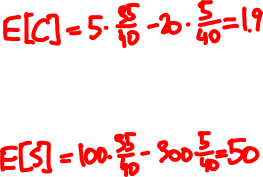 E[C] = 5 · 35/40 - 20 · 5/40 = 1.9
E[S] = 100 · 35/40 - 300 · 5/40 = 50